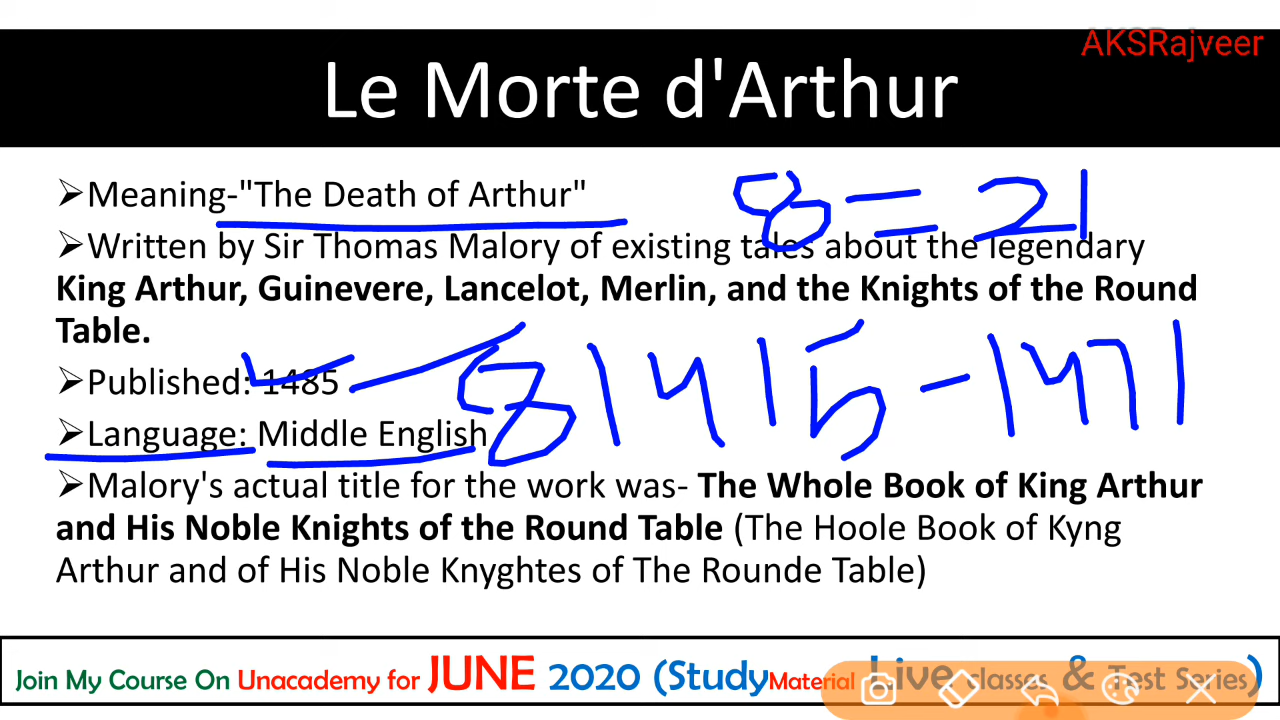 AKSRajveer
Le Morte d'Arthur
➢Meaning-"The Death of Arthur"
8 = 21
➢Written by Sir Thomas Malory of existing tales about the legendary
King Arthur, Guinevere, Lancelot, Merlin, and the Knights of the Round
Table.
➢Published: 1485
8 1415 - 1471
➢Language: Middle English
➢Malory's actual title for the work was- The Whole Book of King Arthur
and His Noble Knights of the Round Table (The Hoole Book of Kyng
Arthur and of His Noble Knyghtes of The Rounde Table)
Join My Course On Unacademy for JUNE 2020 (Study Material Live classes & Test Series)